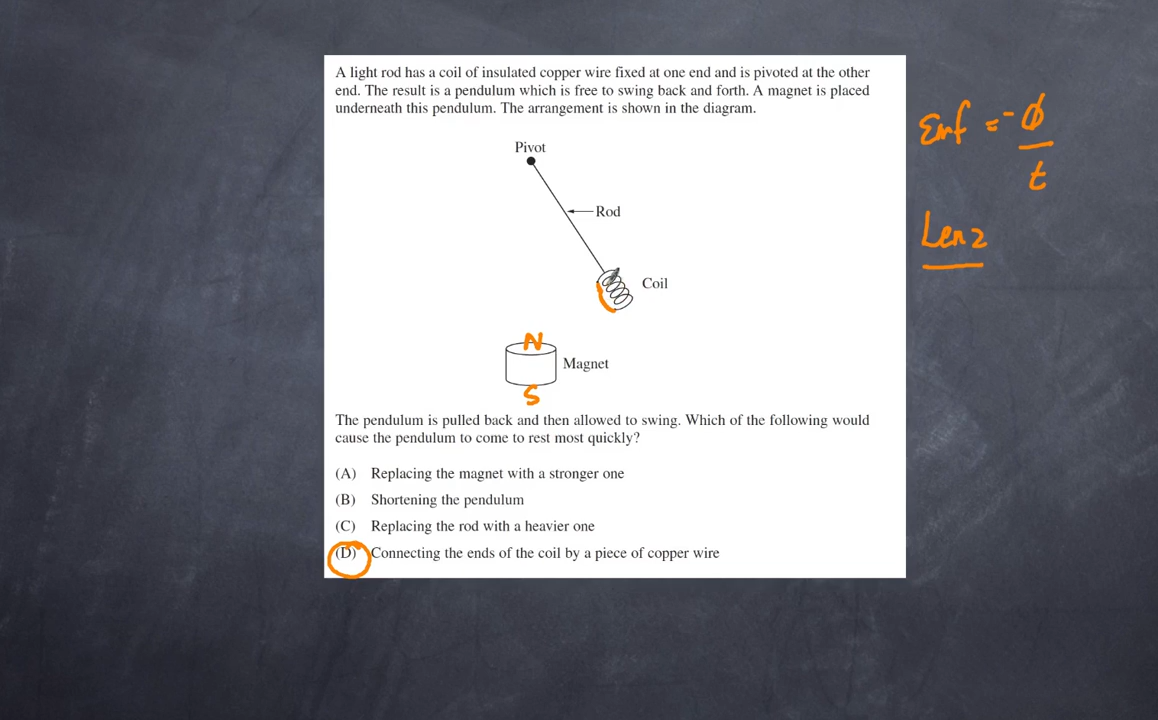 A light rod has a coil of insulated copper wire fixed at one end and is pivoted at the other
end. The result is a pendulum which is free to swing back and forth. A magnet is placed
underneath this pendulum. The arrangement is shown in the diagram.
Pivot
Rod
Coil
N
Magnet
S
The pendulum is pulled back and then allowed to swing. Which of the following would
cause the pendulum to come to rest most quickly?
(A) Replacing the magnet with a stronger one
(B) Shortening the pendulum
(C) Replacing the rod with a heavier one
(D) Connecting the ends of the coil by a piece of copper wire
Emf = -ϕ
t
Lenz